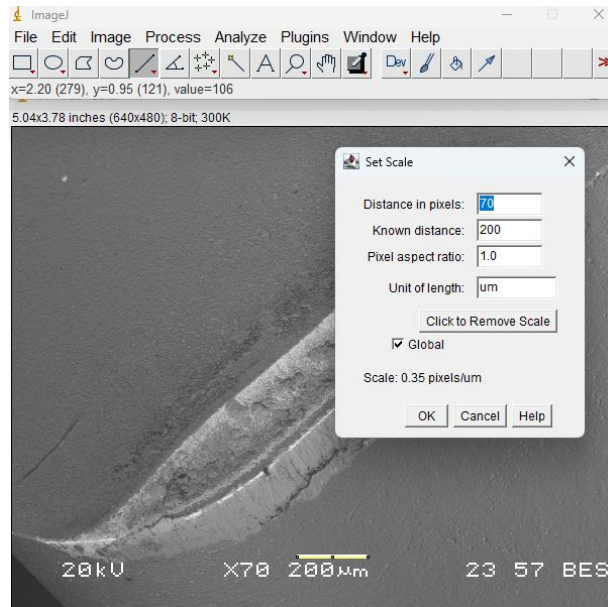 ImageJ
File Edit Image Process Analyze Plugins Window Help
A Dev
x=2.20 (279), y=0.95 (121), value=106
5.04x3.78 inches (640x480); 8-bit; 300K
Set Scale
Distance in pixels: 70
Known distance: 200
Pixel aspect ratio: 1.0
Unit of length: um
Click to Remove Scale
Global
Scale: 0.35 pixels/um
OK Cancel Help
20kV X70 200µm 23 57 BES